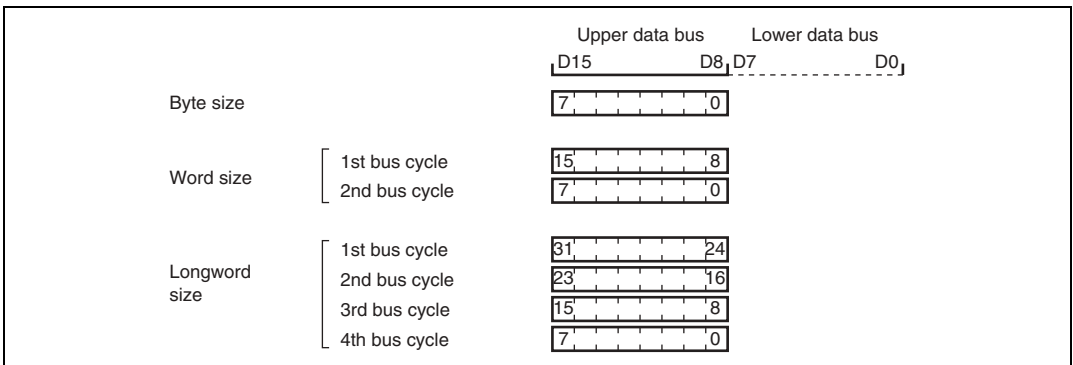 Upper data bus Lower data bus
D15 D8 D7 D0
Byte size 7 0
Word size
1st bus cycle 15 8
2nd bus cycle 7 0
Longword
size
1st bus cycle 31 24
2nd bus cycle 23 16
3rd bus cycle 15 8
4th bus cycle 7 0